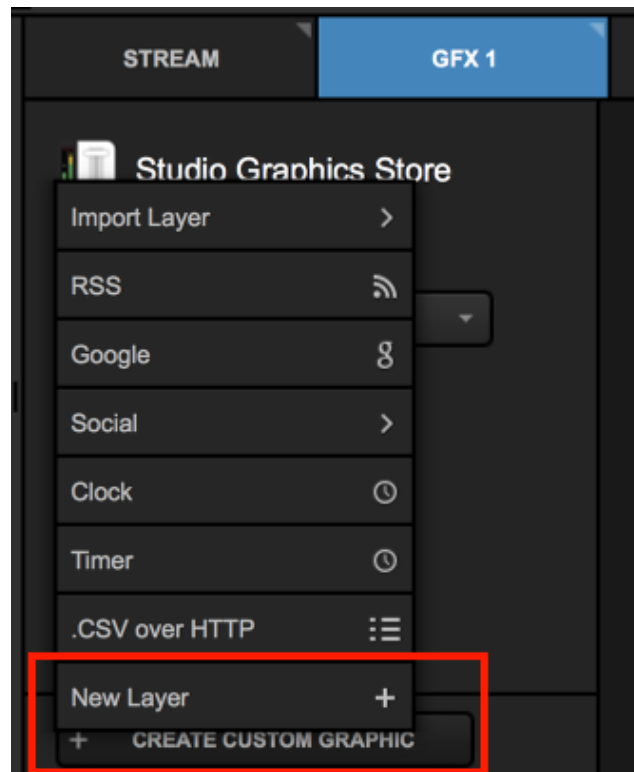 STREAM
GFX 1
Studio Graphics Store
Import Layer
RSS
Google
Social
Clock
Timer
.CSV over HTTP
New Layer
CREATE CUSTOM GRAPHIC